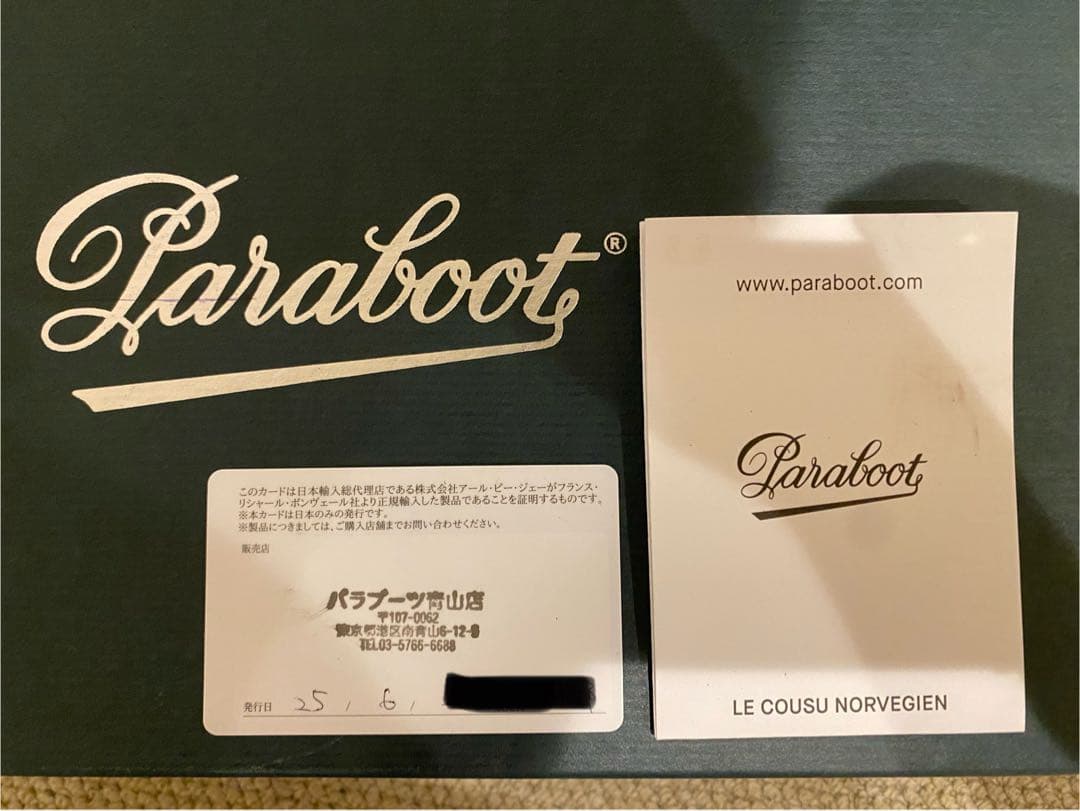 Paraboot®
www.paraboot.com
Paraboot
LE COUSU NORVEGIEN
このカードは日本輸入総代理店である株式会社アール・ピー・ジェーがフランス・
リシャール・ポンヴェール社より正規輸入した製品であることを証明するものです。
※本カードは日本のみの発行です。
※製品につきましては、ご購入店舗までお問い合わせください。
販売店
パラブーツ青山店
〒107-0062
東京都港区南青山6-12-
TEL03-5766-6688
発行日 25, 6,